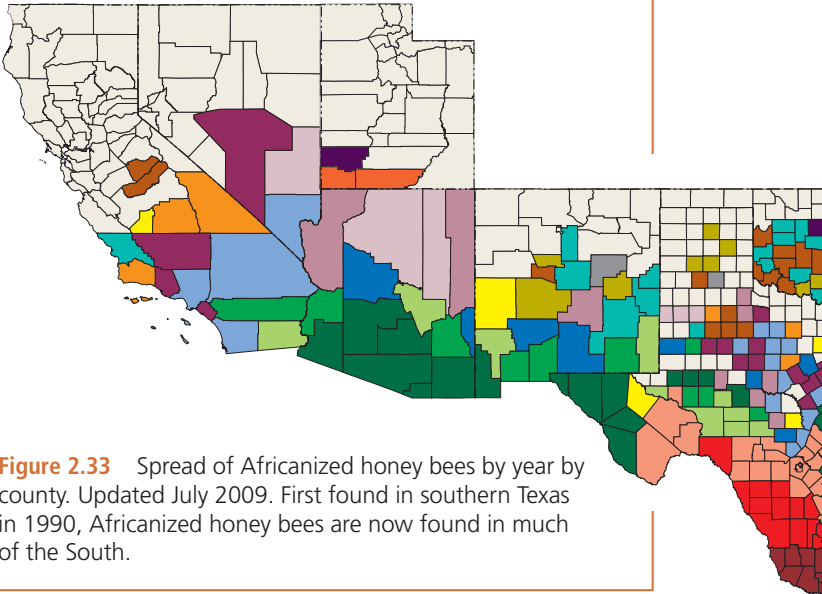 Figure 2.33 Spread of Africanized honey bees by year by
county. Updated July 2009. First found in southern Texas
in 1990, Africanized honey bees are now found in much
of the South.